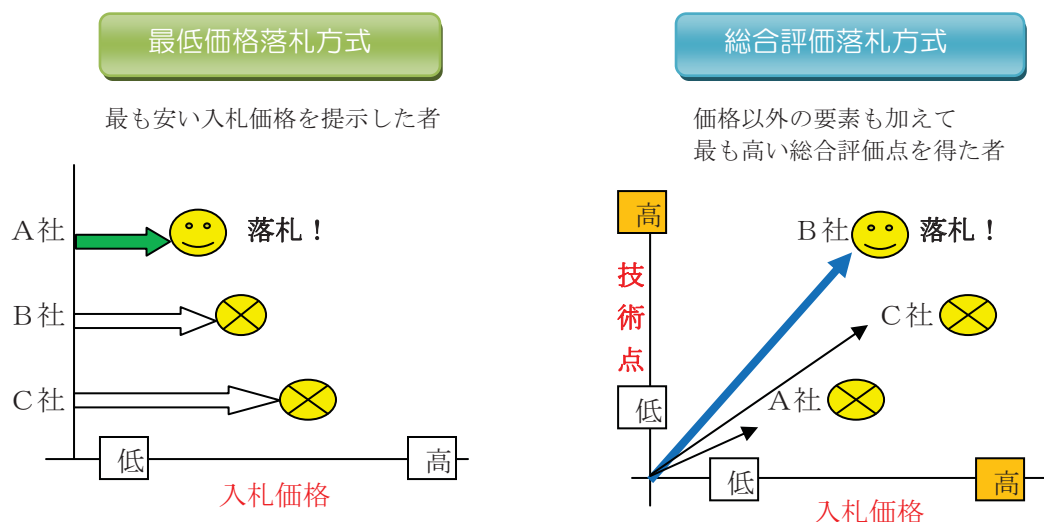 最低価格落札方式
最も安い入札価格を提示した者
A社
落札！
B社
C社
低
高
入札価格
総合評価落札方式
価格以外の要素も加えて
最も高い総合評価点を得た者
高
技術点
低
B社
落札！
C社
A社
低
高
入札価格